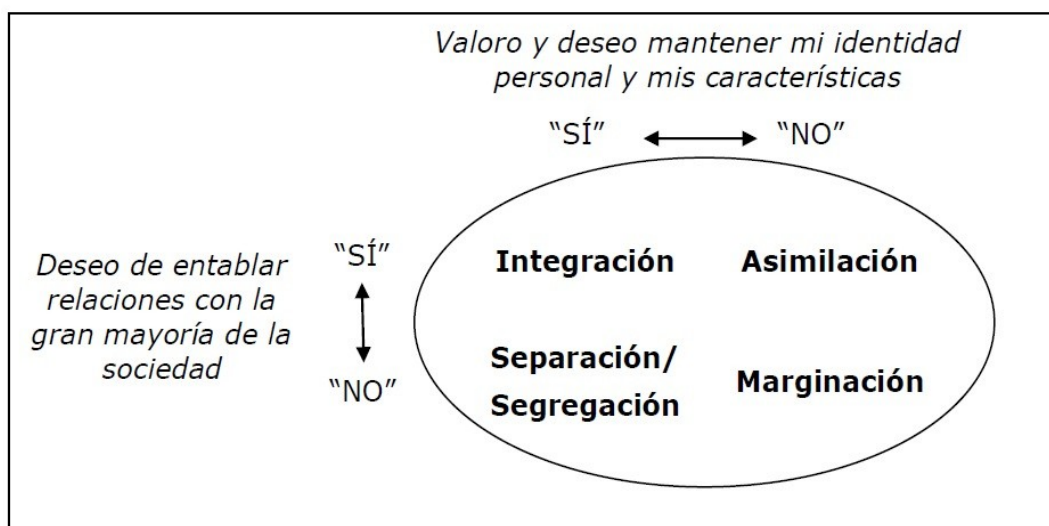 Valoro y deseo mantener mi identidad
personal y mis características
“SÍ” “NO”
Deseo de entablar
relaciones con la
gran mayoría de la
sociedad
“SÍ”
“NO”
Integración Asimilación
Separación/
Segregación
Marginación